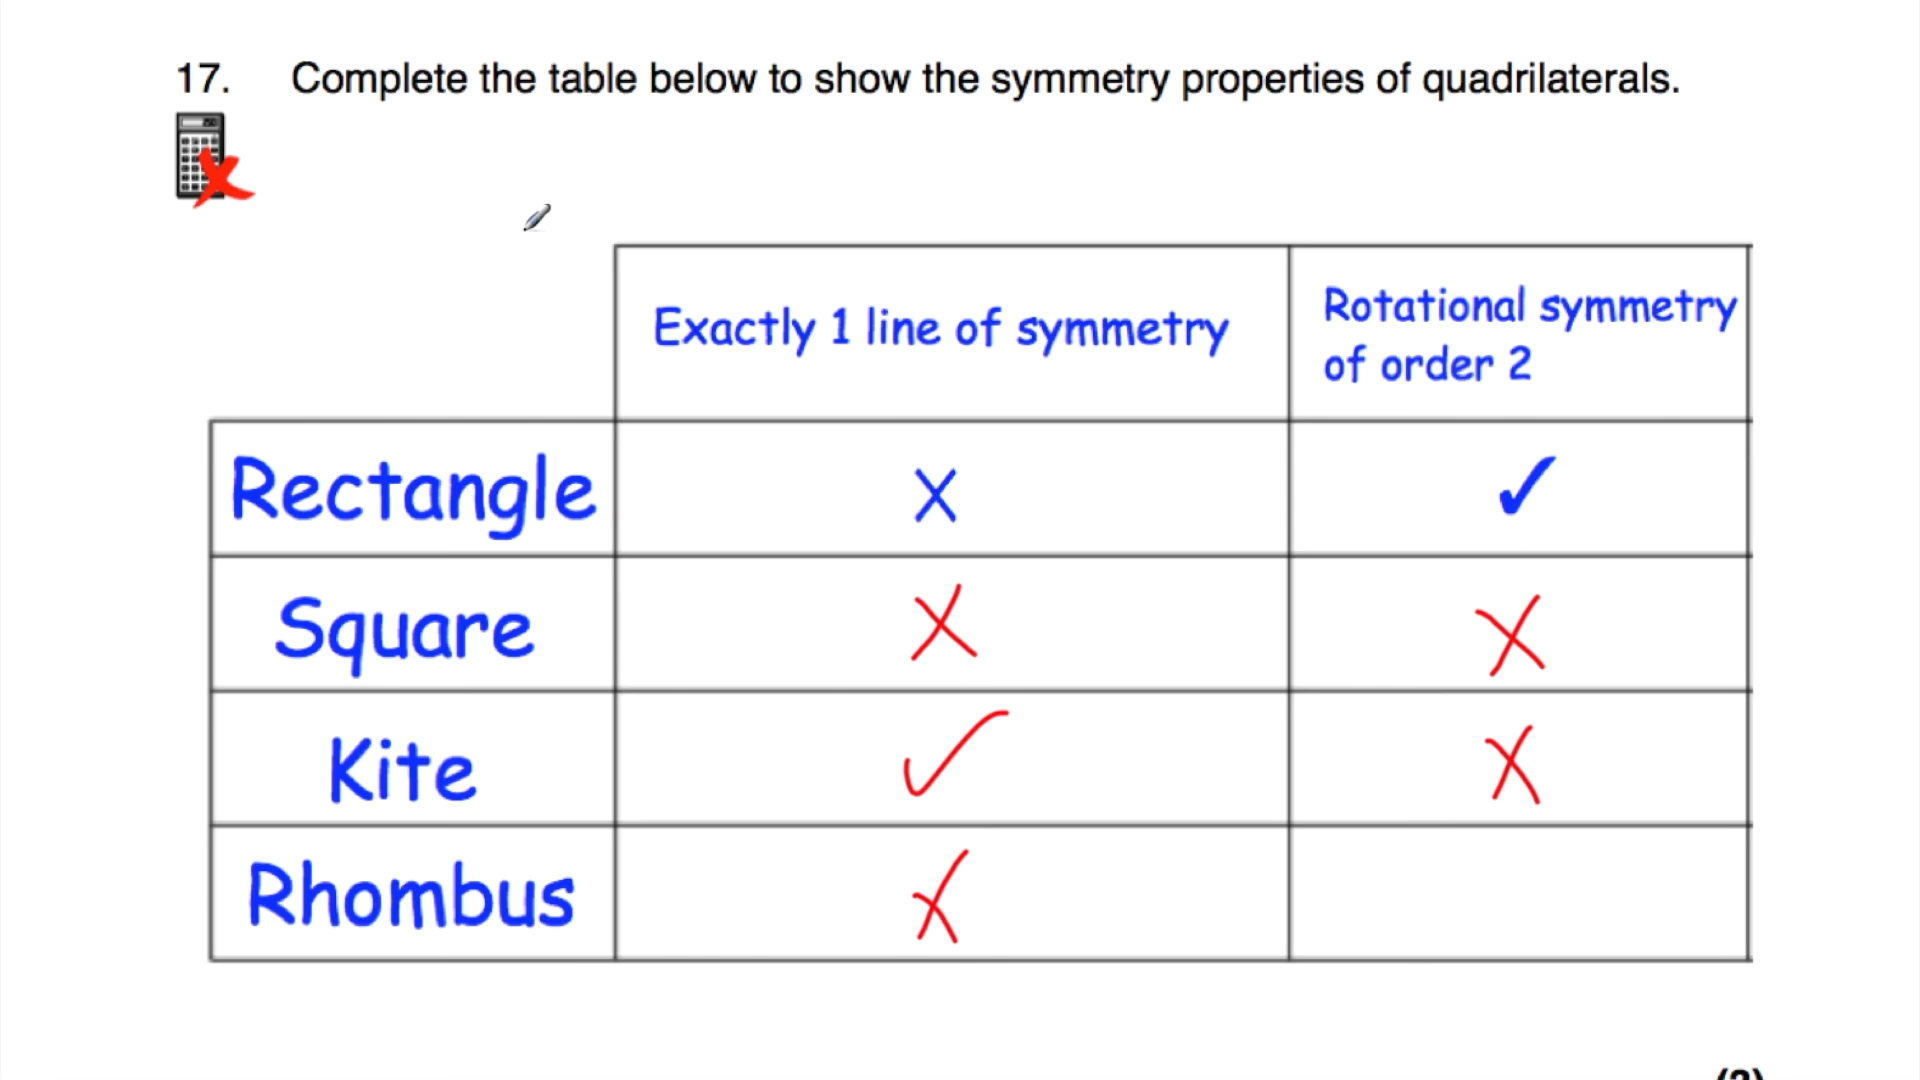 17. Complete the table below to show the symmetry properties of quadrilaterals.
Exactly 1 line of symmetry
Rotational symmetry
of order 2
Rectangle X ✓
Square X X
Kite ✓ X
Rhombus X